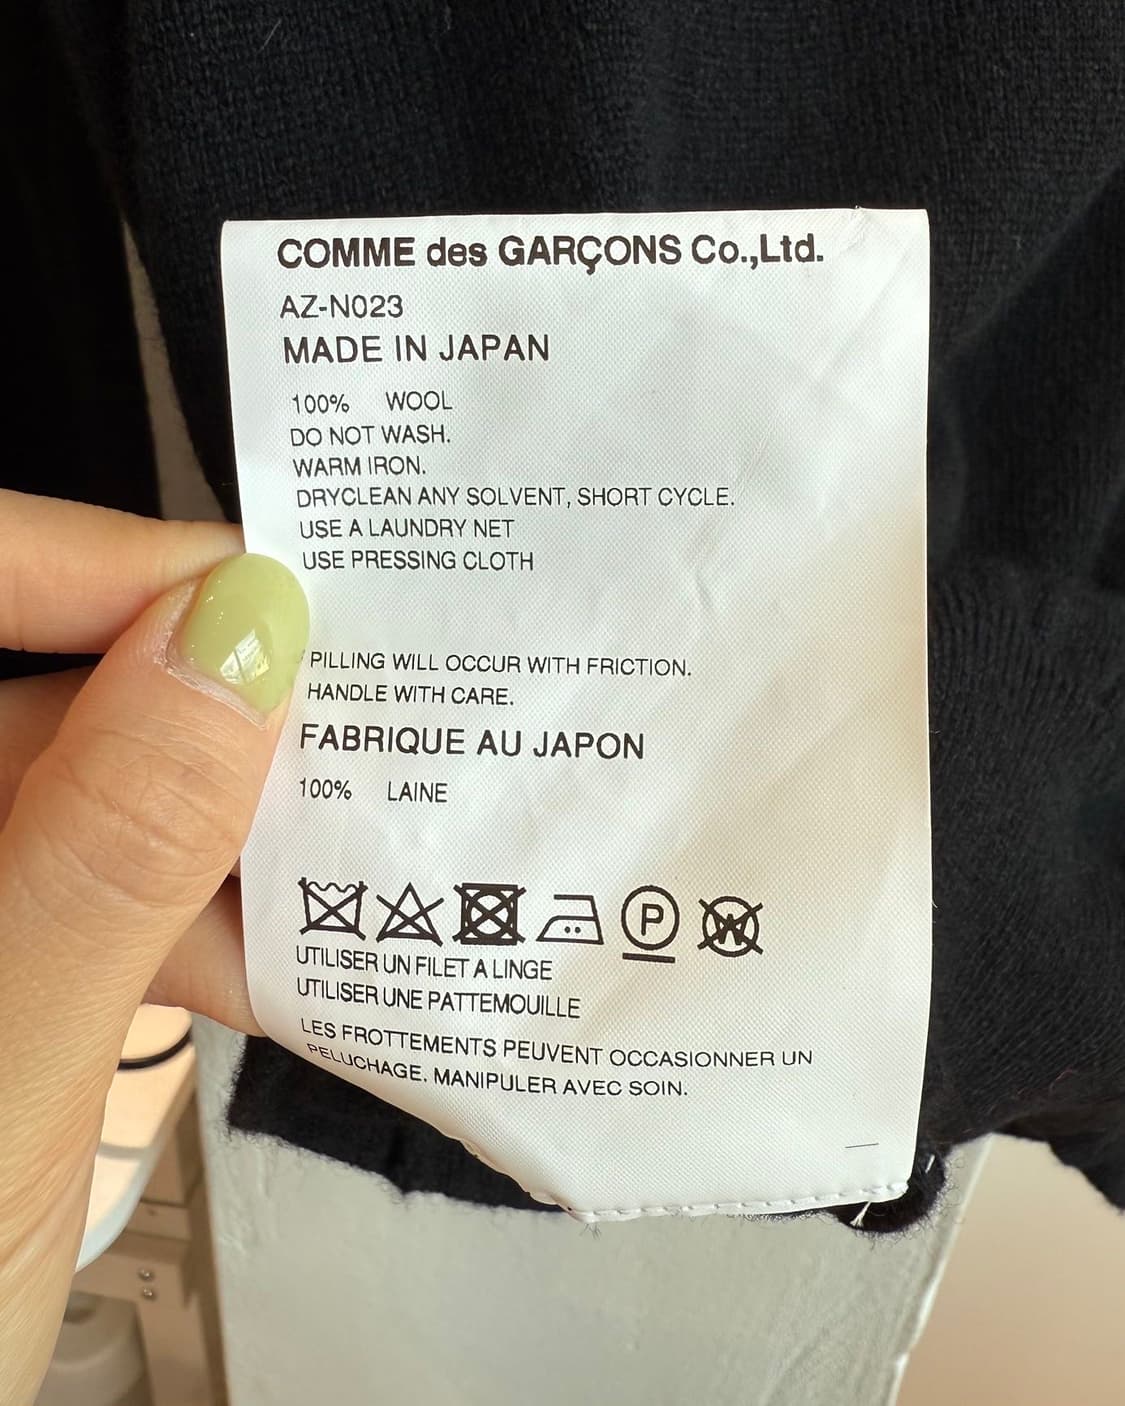 COMME des GARÇONS Co.,Ltd.
AZ-N023
MADE IN JAPAN
100% WOOL
DO NOT WASH.
WARM IRON.
DRYCLEAN ANY SOLVENT, SHORT CYCLE.
USE A LAUNDRY NET
USE PRESSING CLOTH
PILLING WILL OCCUR WITH FRICTION.
HANDLE WITH CARE.
FABRIQUE AU JAPON
100% LAINE
P W
UTILISER UN FILET A LINGE
UTILISER UNE PATTEMOUILLE
LES FROTTEMENTS PEUVENT OCCASIONNER UN
PELUCHAGE. MANIPULER AVEC SOIN.